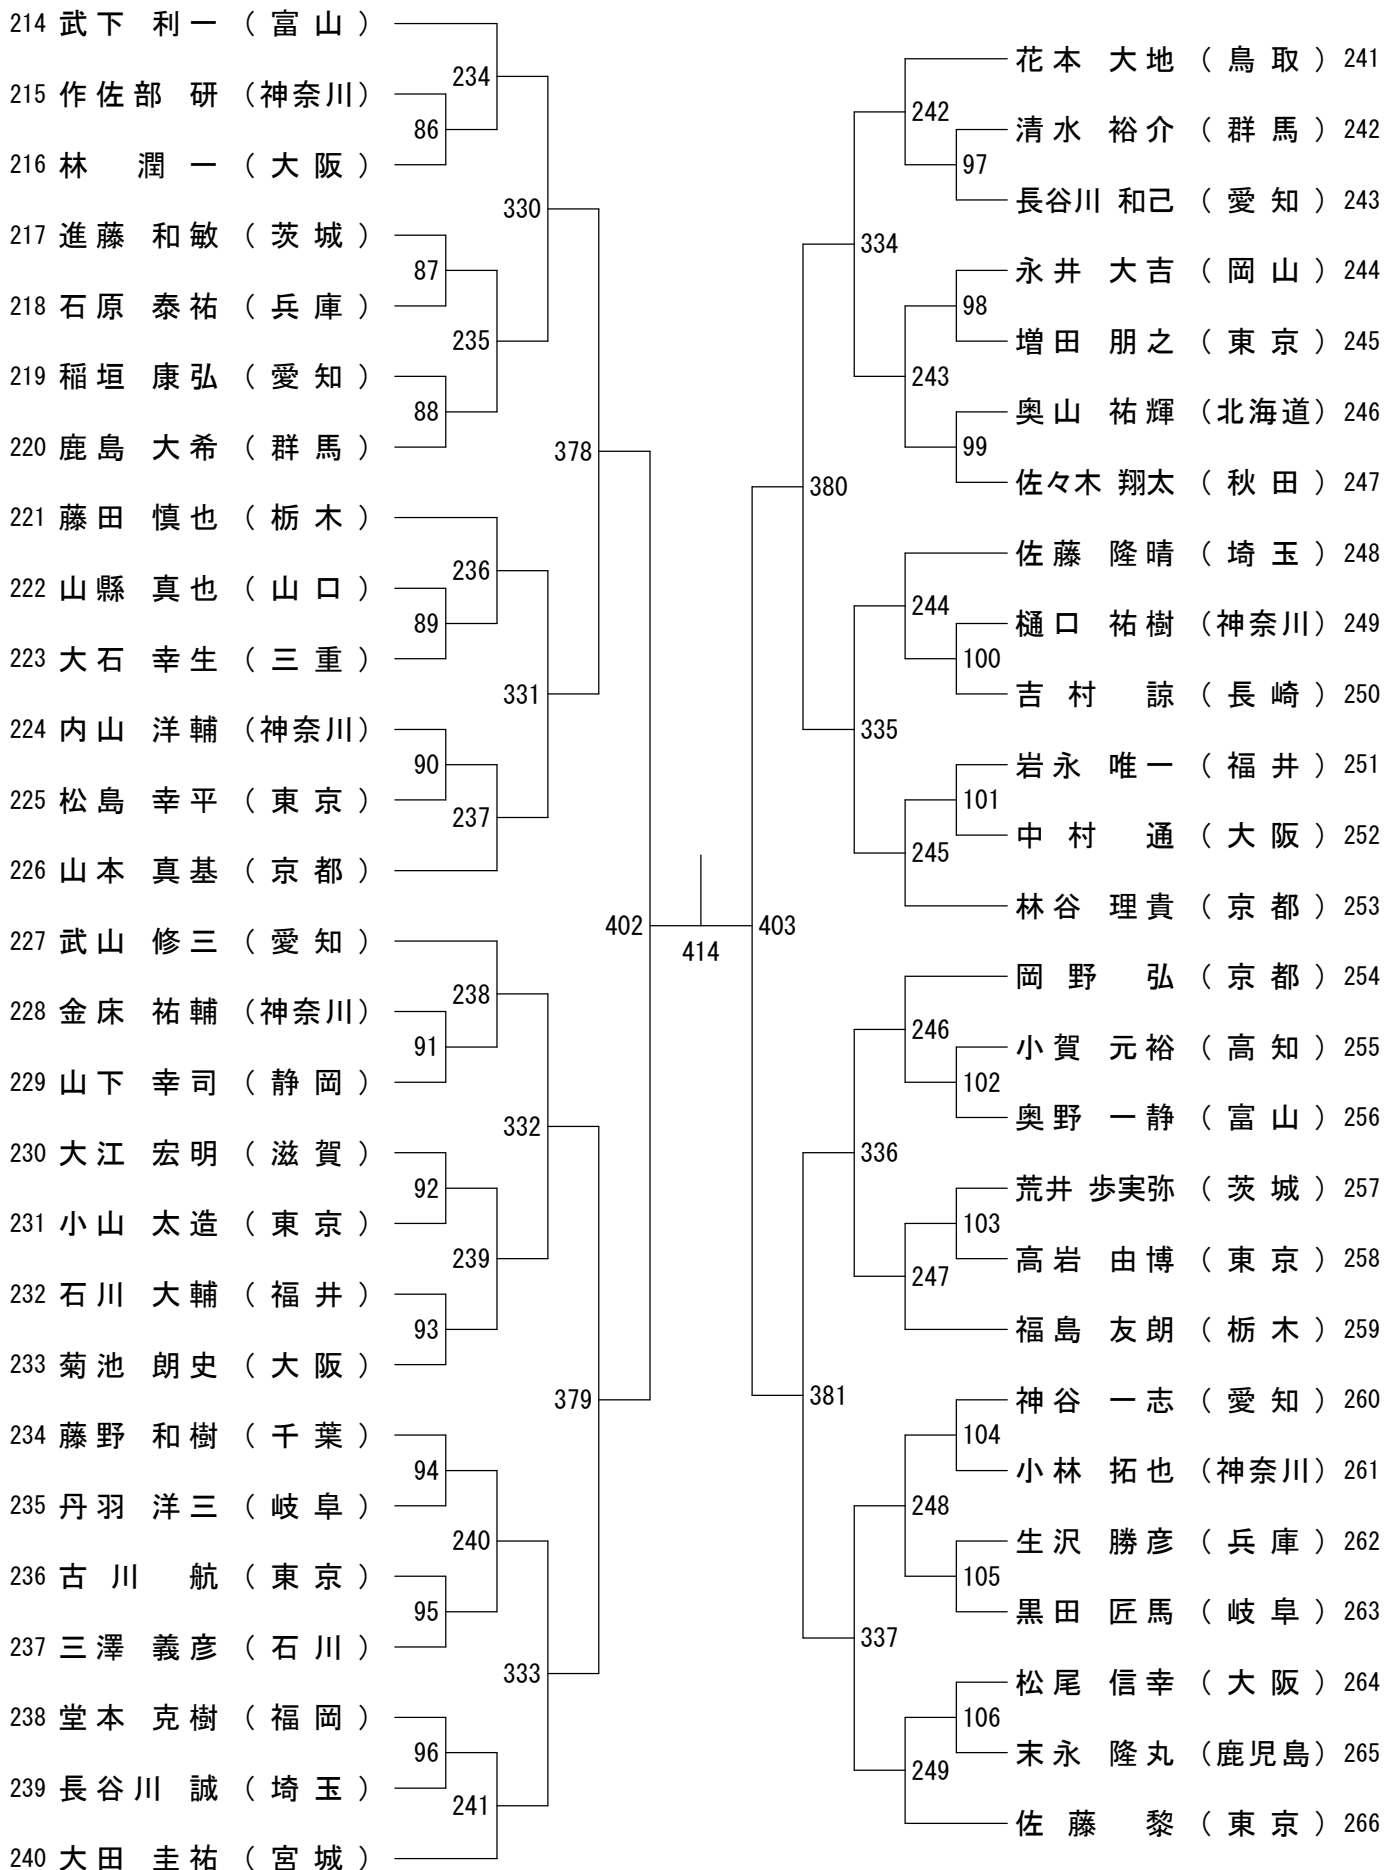 214 武下 利一 (富山)
215 作佐部 研 (神奈川)
216 林 潤一 (大阪)
217 進藤 和敏 (茨城)
218 石原 泰祐 (兵庫)
219 稲垣 康弘 (愛知)
220 鹿島 大希 (群馬)
221 藤田 慎也 (栃木)
222 山縣 真也 (山口)
223 大石 幸生 (三重)
224 内山 洋輔 (神奈川)
225 松島 幸平 (東京)
226 山本 真基 (京都)
227 武山 修三 (愛知)
228 金床 祐輔 (神奈川)
229 山下 幸司 (静岡)
230 大江 宏明 (滋賀)
231 小山 太造 (東京)
232 石川 大輔 (福井)
233 菊池 朗史 (大阪)
234 藤野 和樹 (千葉)
235 丹羽 洋三 (岐阜)
236 古川 航 (東京)
237 三澤 義彦 (石川)
238 堂本 克樹 (福岡)
239 長谷川 誠 (埼玉)
240 大田 圭祐 (宮城)
86
87
88
89
90
91
92
93
94
95
96
234
235
236
237
238
239
240
241
330
331
332
333
378
379
402
414
403
380
381
334
335
336
337
242
243
244
245
246
247
248
249
97
98
99
100
101
102
103
104
105
106
花本 大地 (鳥取) 241
清水 裕介 (群馬) 242
長谷川 和己 (愛知) 243
永井 大吉 (岡山) 244
増田 朋之 (東京) 245
奥山 祐輝 (北海道) 246
佐々木 翔太 (秋田) 247
佐藤 隆晴 (埼玉) 248
樋口 祐樹 (神奈川) 249
吉村 諒 (長崎) 250
岩永 唯一 (福井) 251
中村 通 (大阪) 252
林谷 理貴 (京都) 253
岡野 弘 (京都) 254
小賀 元裕 (高知) 255
奥野 一静 (富山) 256
荒井 歩実弥 (茨城) 257
高岩 由博 (東京) 258
福島 友朗 (栃木) 259
神谷 一志 (愛知) 260
小林 拓也 (神奈川) 261
生沢 勝彦 (兵庫) 262
黒田 匠馬 (岐阜) 263
松尾 信幸 (大阪) 264
末永 隆丸 (鹿児島) 265
佐藤 黎 (東京) 266